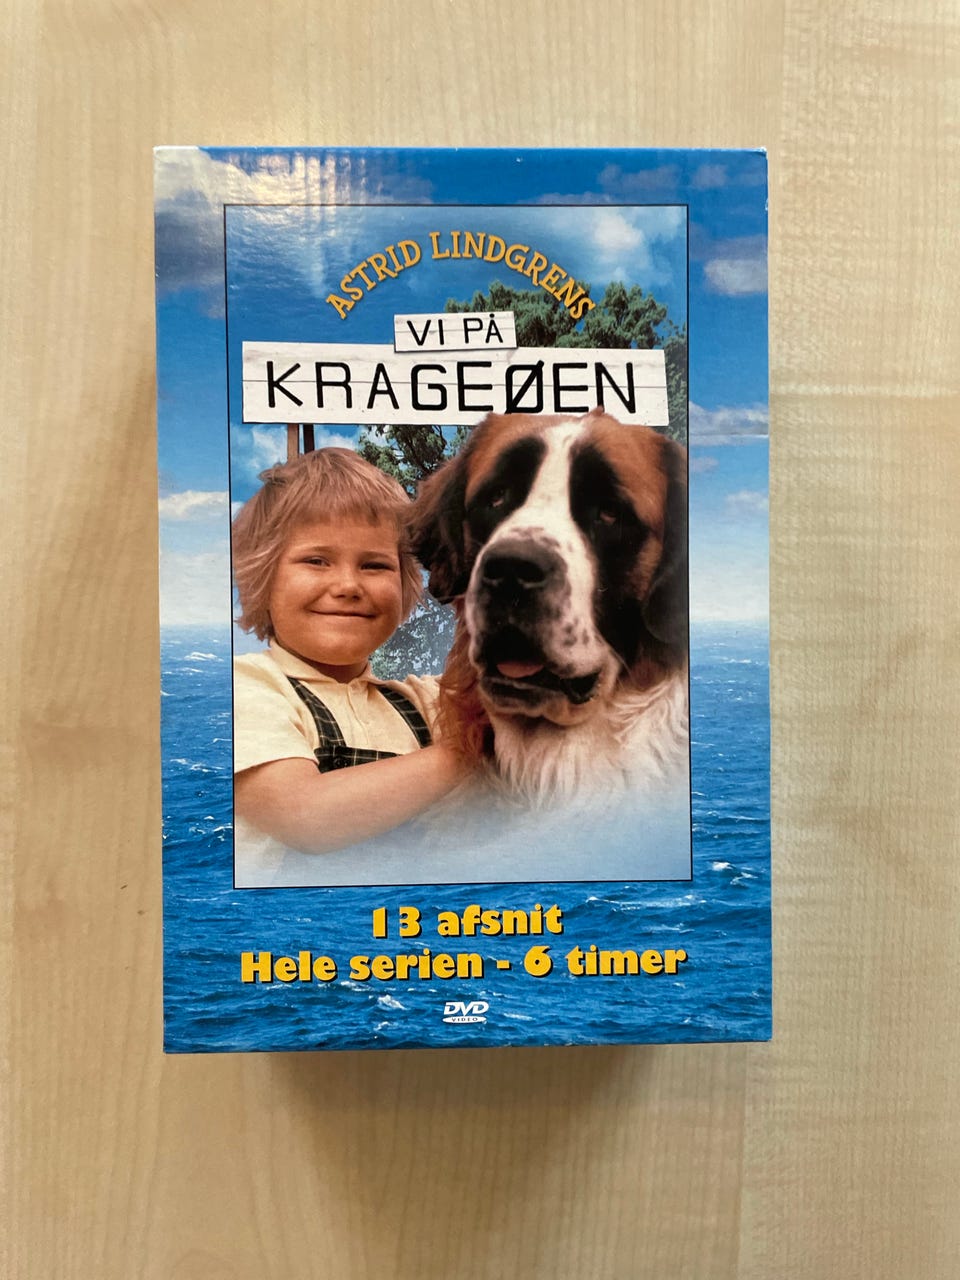 ASTRID LINDGRENS
VI PÅ
KRAGEØEN
13 afsnit
Hele serien - 6 timer
DVD
VIDEO